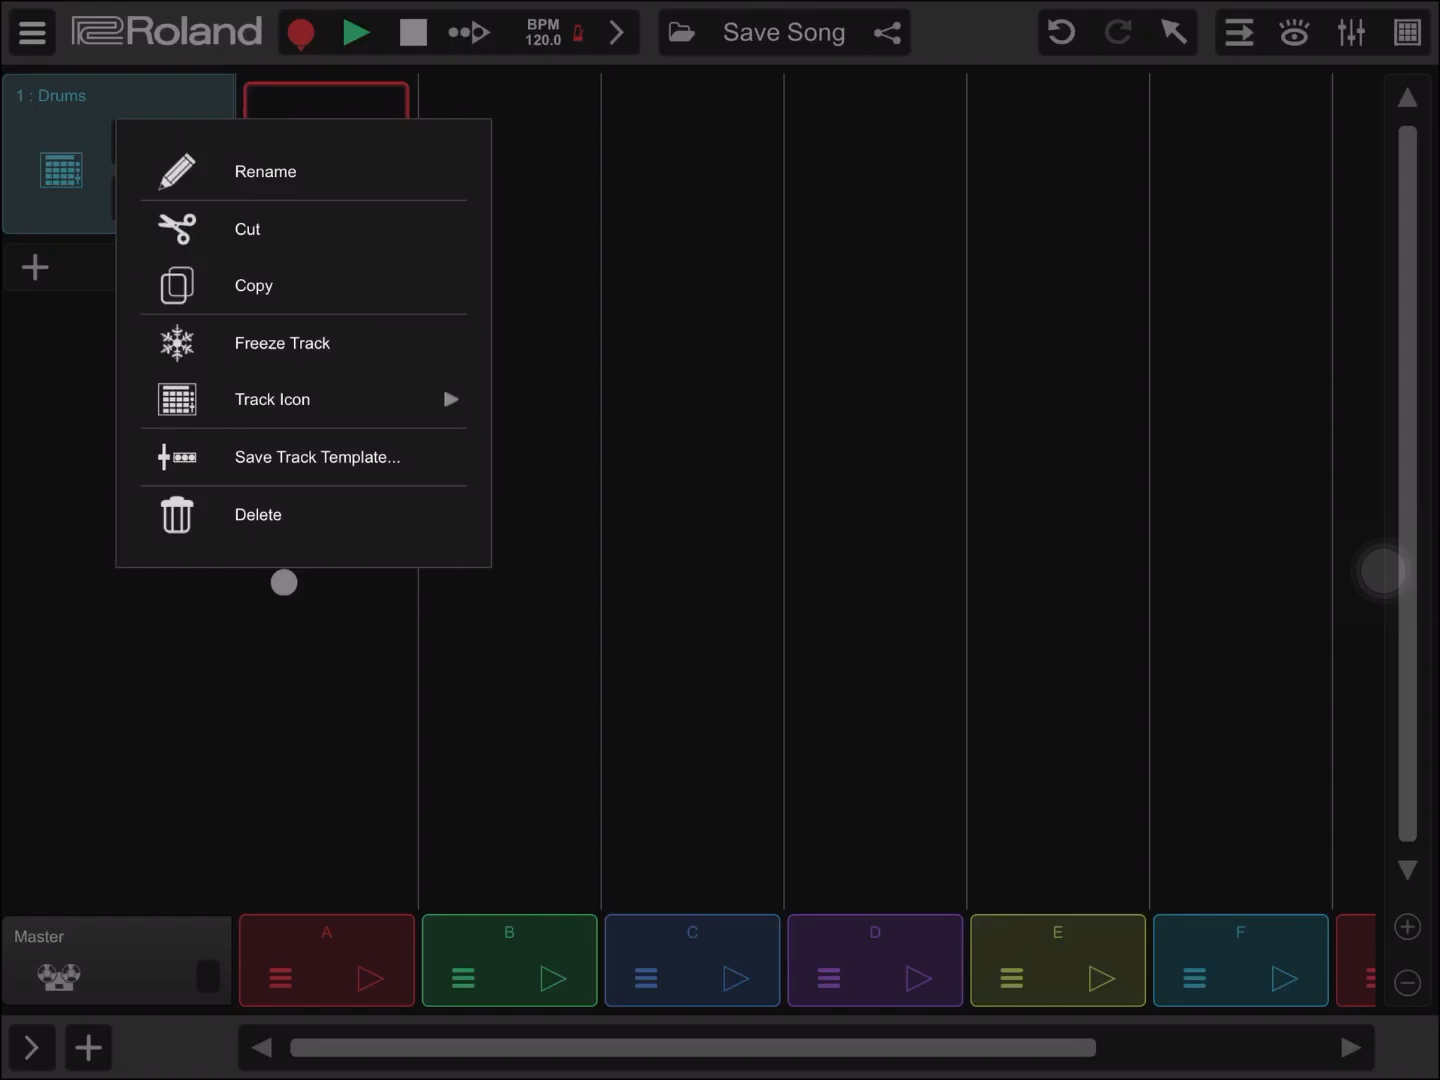 Roland
BPM
120.0
Save Song
1 : Drums
Rename
Cut
Copy
Freeze Track
Track Icon
Save Track Template...
Delete
Master
A
B
C
D
E
F